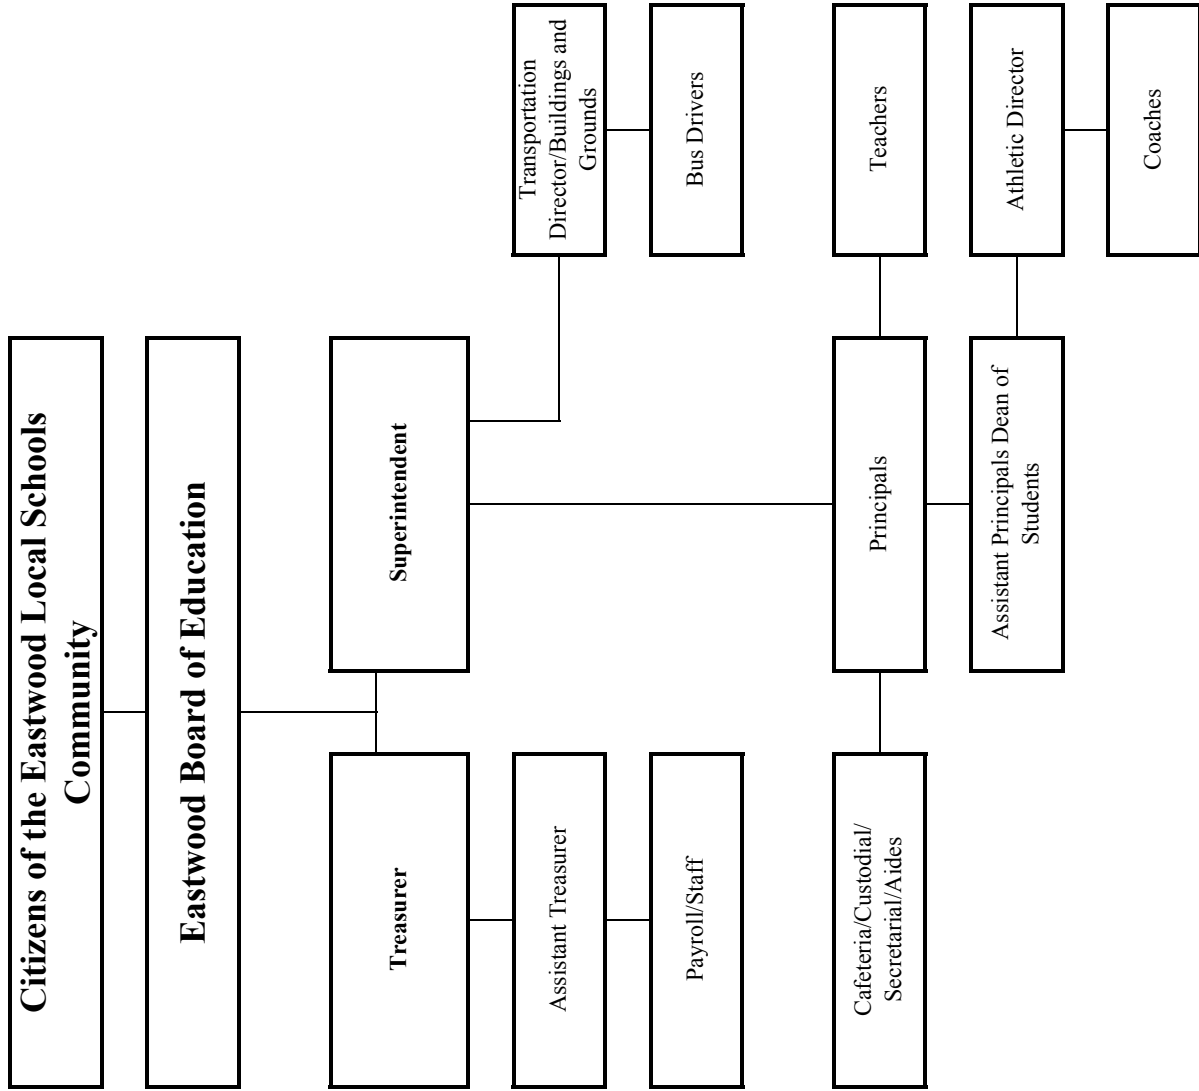 Citizens of the Eastwood Local Schools
Community
Eastwood Board of Education
Treasurer
Superintendent
Assistant Treasurer
Transportation
Director/Buildings and
Grounds
Payroll/Staff
Bus Drivers
Cafeteria/Custodial/
Secretarial/Aides
Principals
Teachers
Assistant Principals Dean of
Students
Athletic Director
Coaches